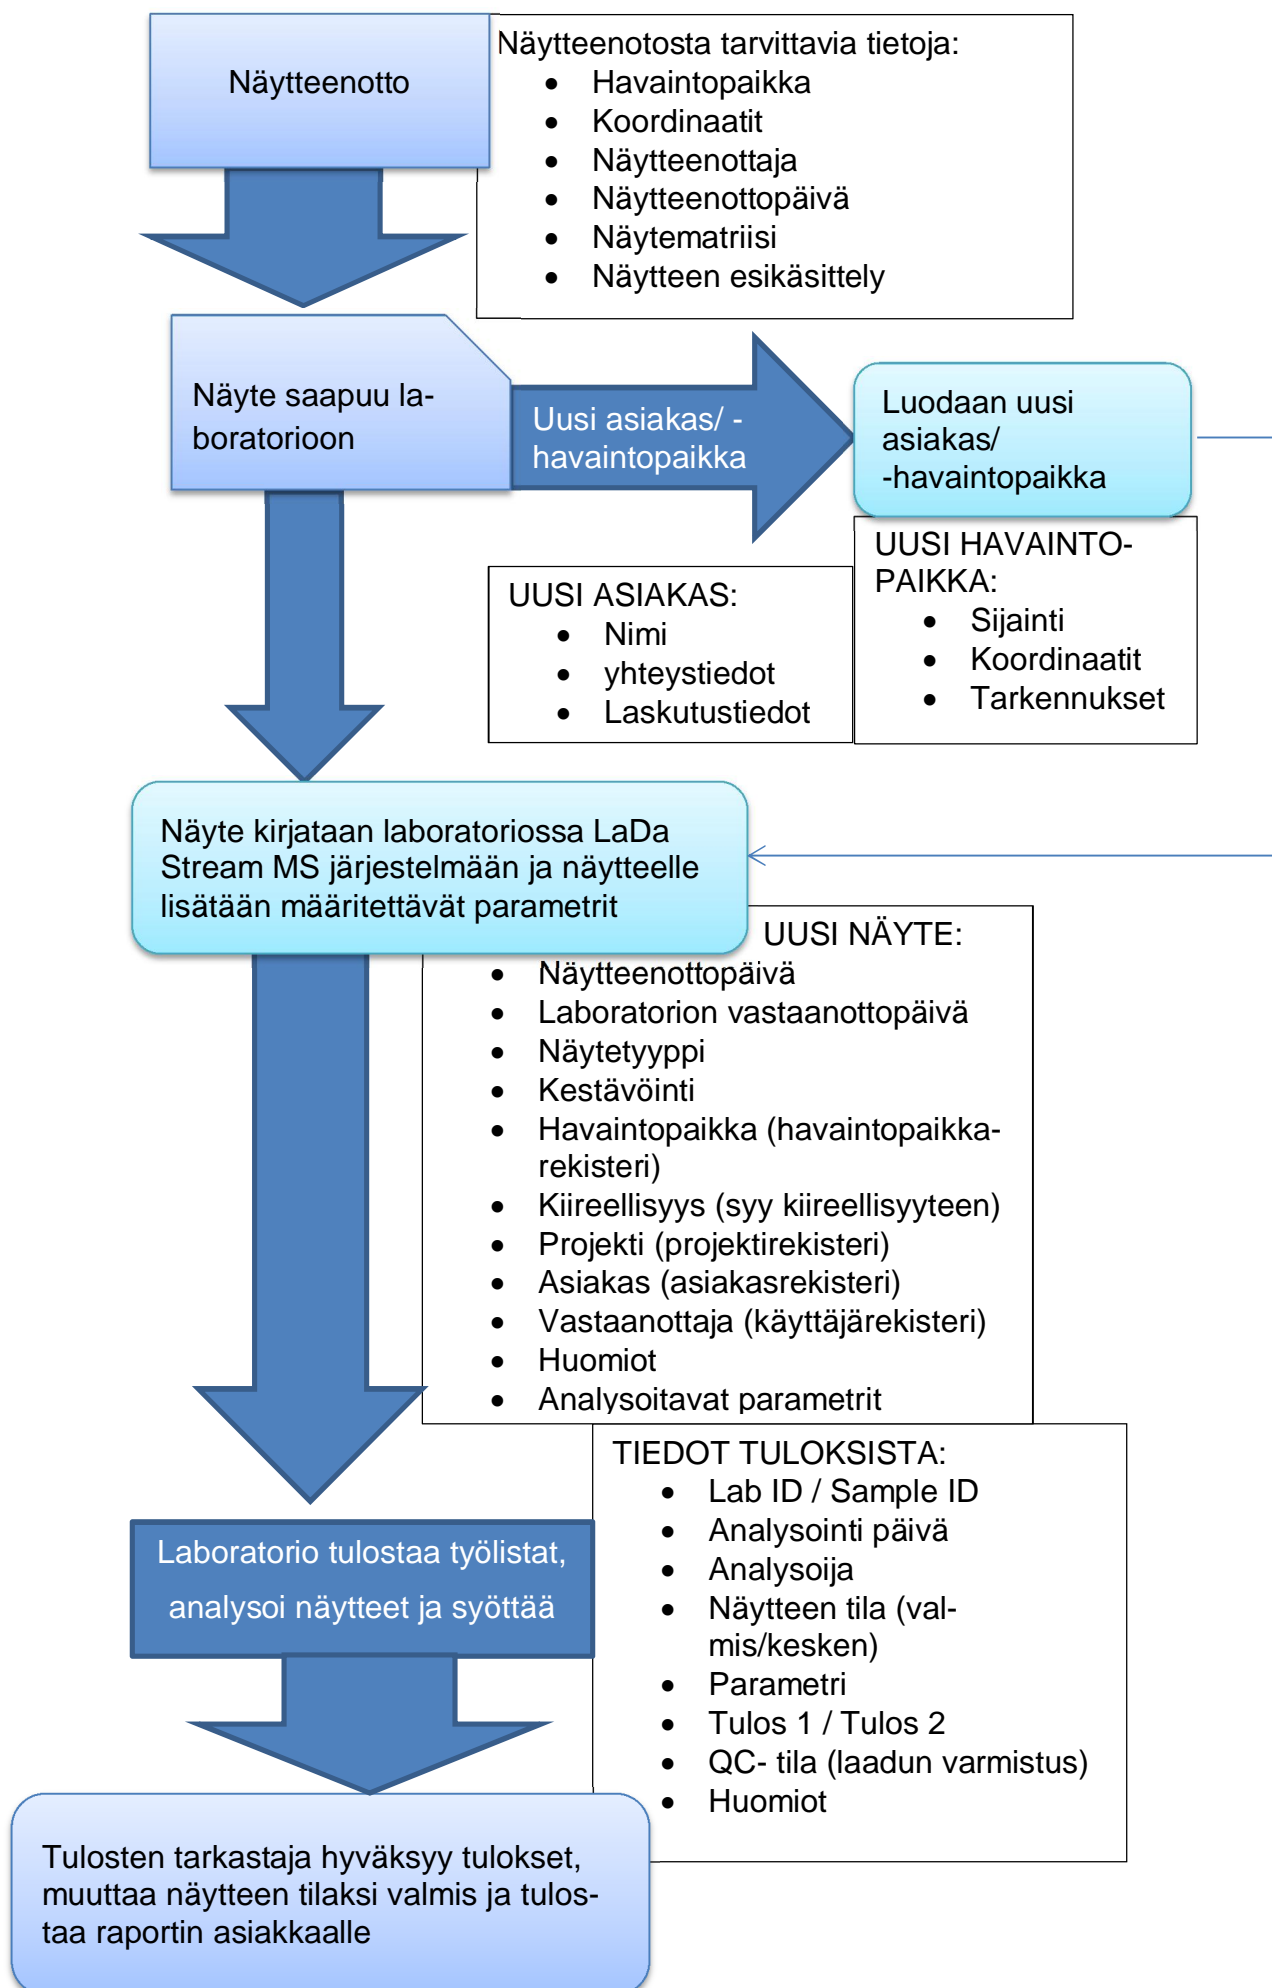 Näytteenotto
Näytteenotosta tarvittavia tietoja:
• Havaintopaikka
• Koordinaatit
• Näytteenottaja
• Näytteenottopäivä
• Näytematriisi
• Näytteen esikäsittely
Näyte saapuu la-
boratorioon
Uusi asiakas/ -
havaintopaikka
Luodaan uusi
asiakas/
-havaintopaikka
UUSI ASIAKAS:
• Nimi
• yhteystiedot
• Laskutustiedot
UUSI HAVAINTO-
PAIKKA:
• Sijainti
• Koordinaatit
• Tarkennukset
Näyte kirjataan laboratoriossa LaDa
Stream MS järjestelmään ja näytteelle
lisätään määritettävät parametrit
UUSI NÄYTE:
• Näytteenottopäivä
• Laboratorion vastaanottopäivä
• Näytetyyppi
• Kestävöinti
• Havaintopaikka (havaintopaikka-
rekisteri)
• Kiireellisyys (syy kiireellisyyteen)
• Projekti (projektirekisteri)
• Asiakas (asiakasrekisteri)
• Vastaanottaja (käyttäjärekisteri)
• Huomiot
• Analysoitavat parametrit
TIEDOT TULOKSISTA:
• Lab ID / Sample ID
• Analysointi päivä
• Analysoija
• Näytteen tila (val-
mis/kesken)
• Parametri
• Tulos 1 / Tulos 2
• QC- tila (laadun varmistus)
• Huomiot
Laboratorio tulostaa työlistat,
analysoi näytteet ja syöttää
Tulosten tarkastaja hyväksyy tulokset,
muuttaa näytteen tilaksi valmis ja tulos-
taa raportin asiakkaalle